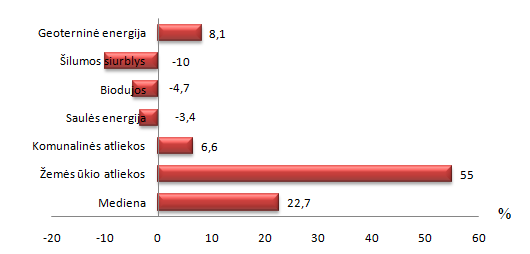 Geoterninė energija 8,1
Šilumos siurblys -10
Biodujos -4,7
Saulės energija -3,4
Komunalinės atliekos 6,6
Žemės ūkio atliekos 55
Mediena 22,7
%
-20 -10 0 10 20 30 40 50 60